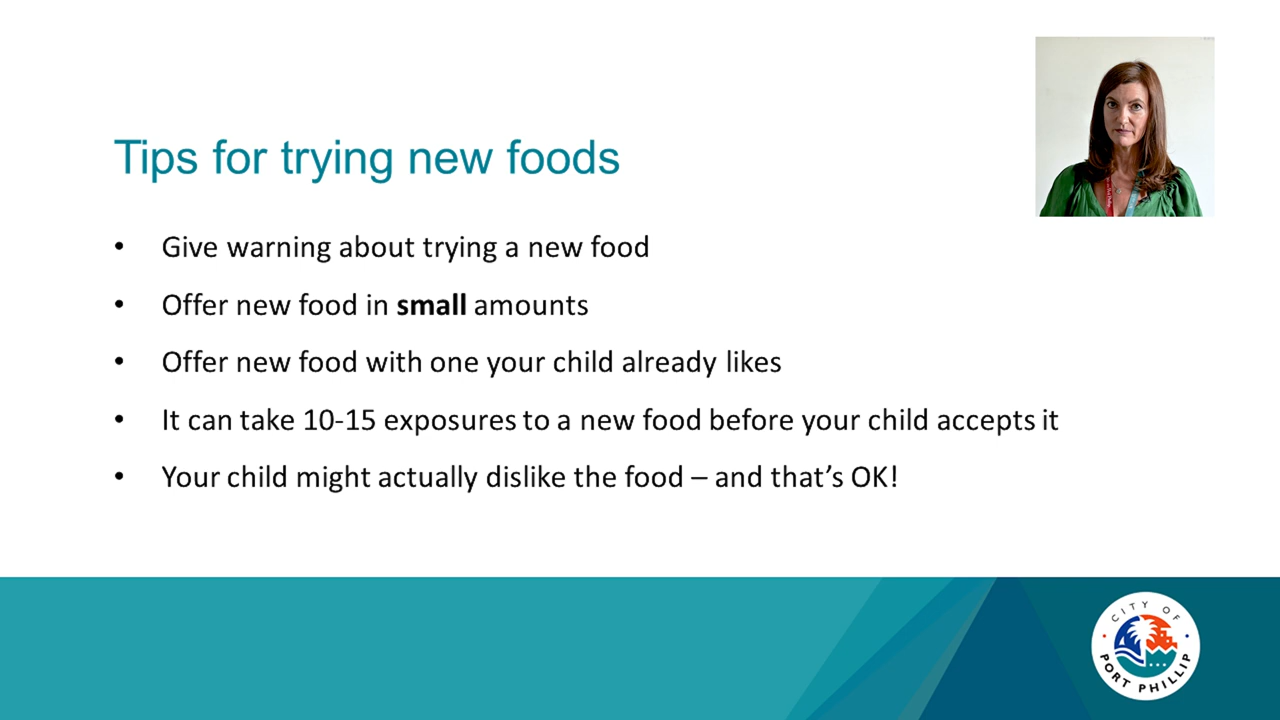 Tips for trying new foods
• Give warning about trying a new food
• Offer new food in small amounts
• Offer new food with one your child already likes
• It can take 10-15 exposures to a new food before your child accepts it
• Your child might actually dislike the food – and that’s OK!
CITY OF
PORT PHILLIP